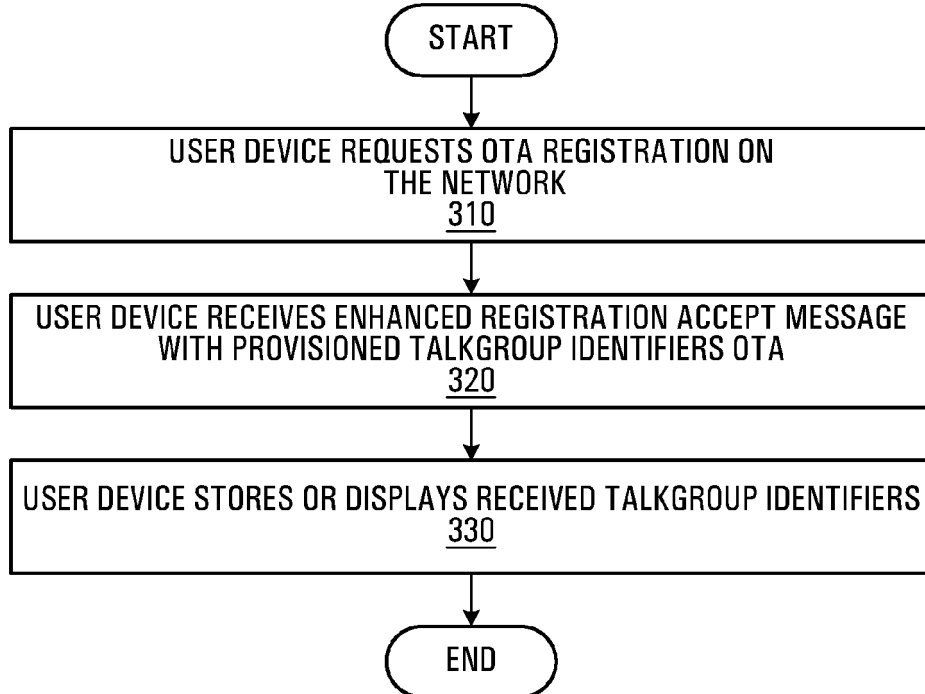 START
USER DEVICE REQUESTS OTA REGISTRATION ON
THE NETWORK
310
USER DEVICE RECEIVES ENHANCED REGISTRATION ACCEPT MESSAGE
WITH PROVISIONED TALKGROUP IDENTIFIERS OTA
320
USER DEVICE STORES OR DISPLAYS RECEIVED TALKGROUP IDENTIFIERS
330
END